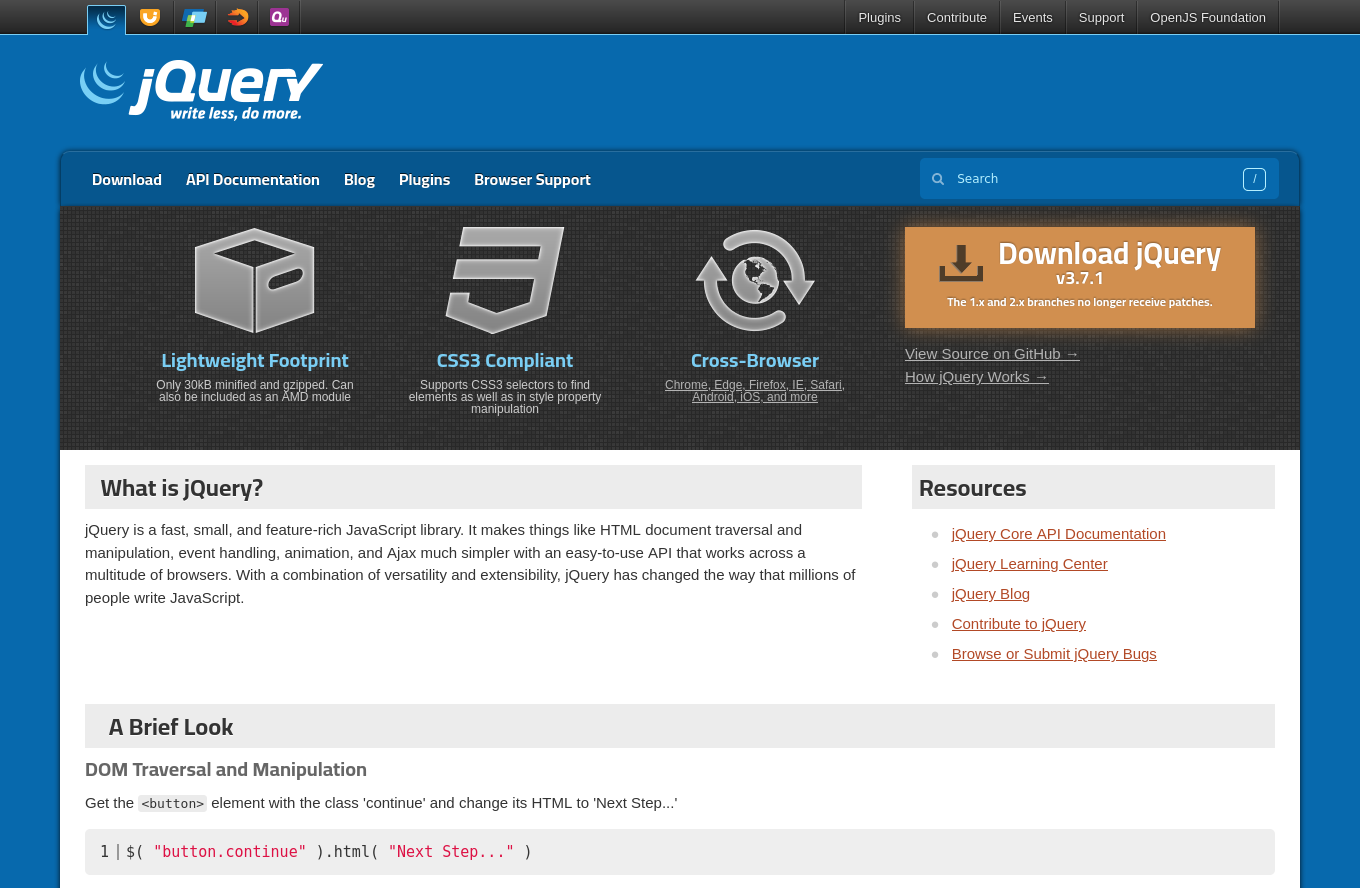 Qu
Plugins
Contribute
Events
Support
OpenJS Foundation
jQuery
write less, do more.
Download
API Documentation
Blog
Plugins
Browser Support
Search
/
Lightweight Footprint
Only 30kB minified and gzipped. Can
also be included as an AMD module
CSS3 Compliant
Supports CSS3 selectors to find
elements as well as in style property
manipulation
Cross-Browser
Chrome, Edge, Firefox, IE, Safari,
Android, iOS, and more
Download jQuery
v3.7.1
The 1.x and 2.x branches no longer receive patches.
View Source on GitHub →
How jQuery Works →
What is jQuery?
jQuery is a fast, small, and feature-rich JavaScript library. It makes things like HTML document traversal and
manipulation, event handling, animation, and Ajax much simpler with an easy-to-use API that works across a
multitude of browsers. With a combination of versatility and extensibility, jQuery has changed the way that millions of
people write JavaScript.
Resources
jQuery Core API Documentation
jQuery Learning Center
jQuery Blog
Contribute to jQuery
Browse or Submit jQuery Bugs
A Brief Look
DOM Traversal and Manipulation
Get the <button> element with the class 'continue' and change its HTML to 'Next Step...'
1 $( "button.continue" ).html( "Next Step..." )